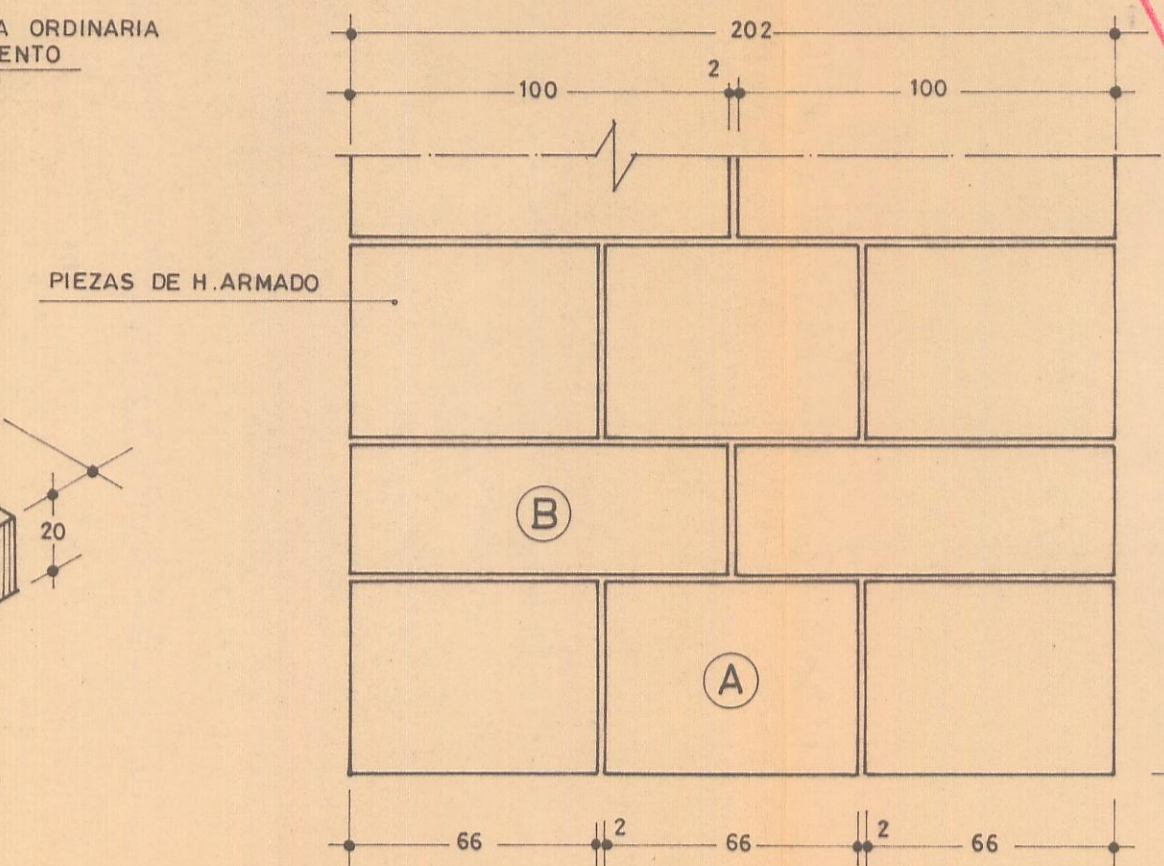 A ORDINARIA
ENTO
202
100 2 100
PIEZAS DE H.ARMADO
20
B
A
66 2 66 2 66